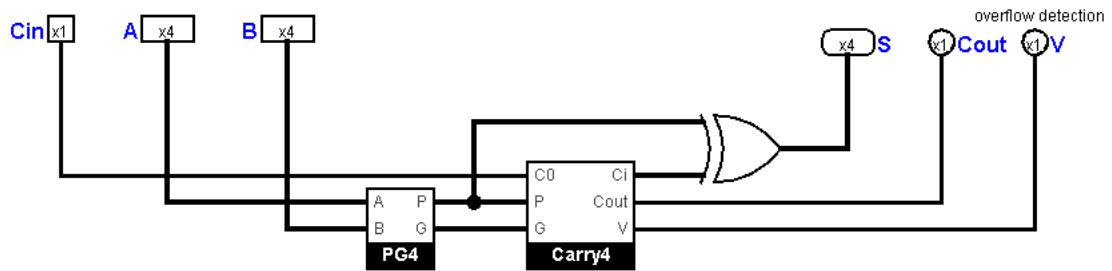 overflow detection
Cin x1 A x4 B x4 x4 S x1 Cout x1 V
C0 Ci
A P P Cout
B G G V
PG4 Carry4